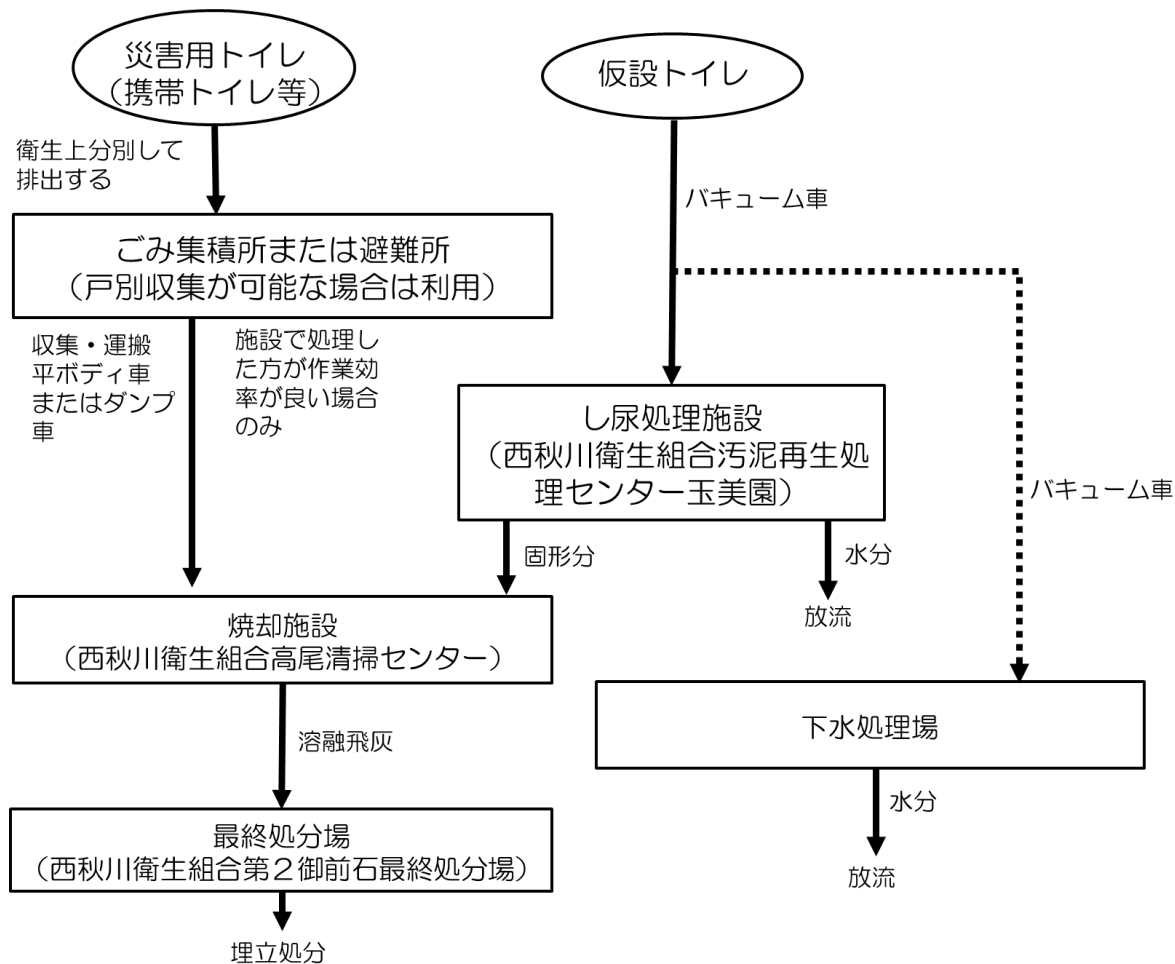 災害用トイレ
（携帯トイレ等）
仮設トイレ
衛生上分別して
排出する
バキューム車
ごみ集積所または避難所
（戸別収集が可能な場合は利用）
収集・運搬
平ボディ車
またはダンプ
車
施設で処理し
た方が作業効
率が良い場合
のみ
し尿処理施設
（西秋川衛生組合汚泥再生処
理センター玉美園）
バキューム車
固形分
水分
放流
焼却施設
（西秋川衛生組合高尾清掃センター）
下水処理場
溶融飛灰
水分
放流
最終処分場
（西秋川衛生組合第２御前石最終処分場）
埋立処分